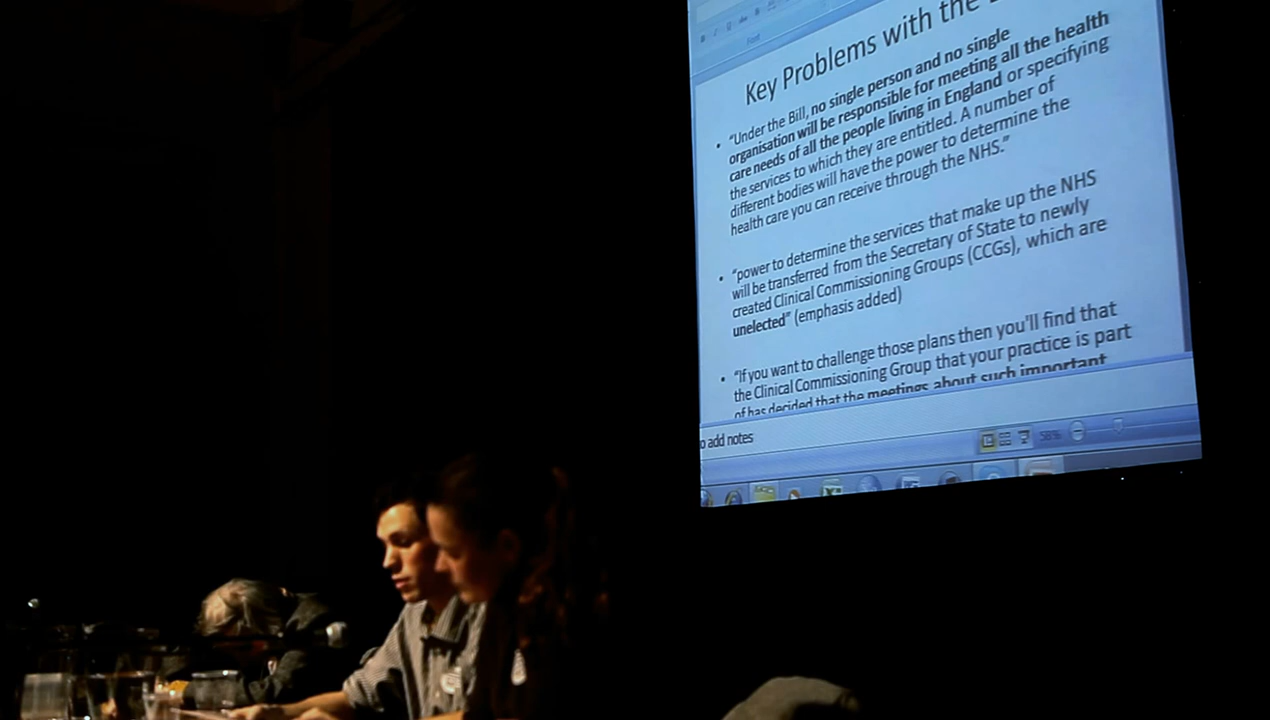 Key Problems with the
• "Under the Bill, no single person and no single
organisation will be responsible for meeting all the health
care needs of all the people living in England or specifying
the services to which they are entitled. A number of
different bodies will have the power to determine the
health care you can receive through the NHS."
• "power to determine the services that make up the NHS
will be transferred from the Secretary of State to newly
created Clinical Commissioning Groups (CCGs), which are
unelected" (emphasis added)
• "If you want to challenge those plans then you'll find that
the Clinical Commissioning Group that your practice is part
of has decided that the meetings about such important
o add notes
58%